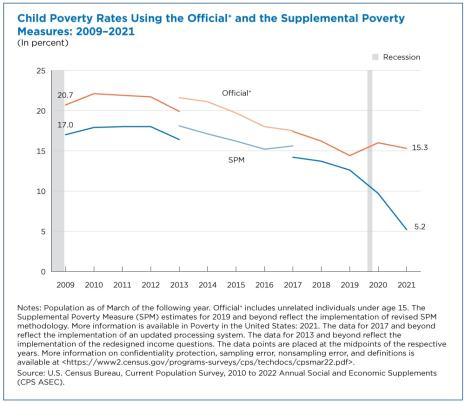 Child Poverty Rates Using the Official* and the Supplemental Poverty
Measures: 2009–2021
(In percent)
Recession
25
20
15
10
5
0
20.7
17.0
Official*
SPM
15.3
5.2
2009 2010 2011 2012 2013 2014 2015 2016 2017 2018 2019 2020 2021
Notes: Population as of March of the following year. Official* includes unrelated individuals under age 15. The
Supplemental Poverty Measure (SPM) estimates for 2019 and beyond reflect the implementation of revised SPM
methodology. More information is available in Poverty in the United States: 2021. The data for 2017 and beyond
reflect the implementation of an updated processing system. The data for 2013 and beyond reflect the
implementation of the redesigned income questions. The data points are placed at the midpoints of the respective
years. More information on confidentiality protection, sampling error, nonsampling error, and definitions is
available at <https://www2.census.gov/programs-surveys/cps/techdocs/cpsmar22.pdf>.
Source: U.S. Census Bureau, Current Population Survey, 2010 to 2022 Annual Social and Economic Supplements
(CPS ASEC).